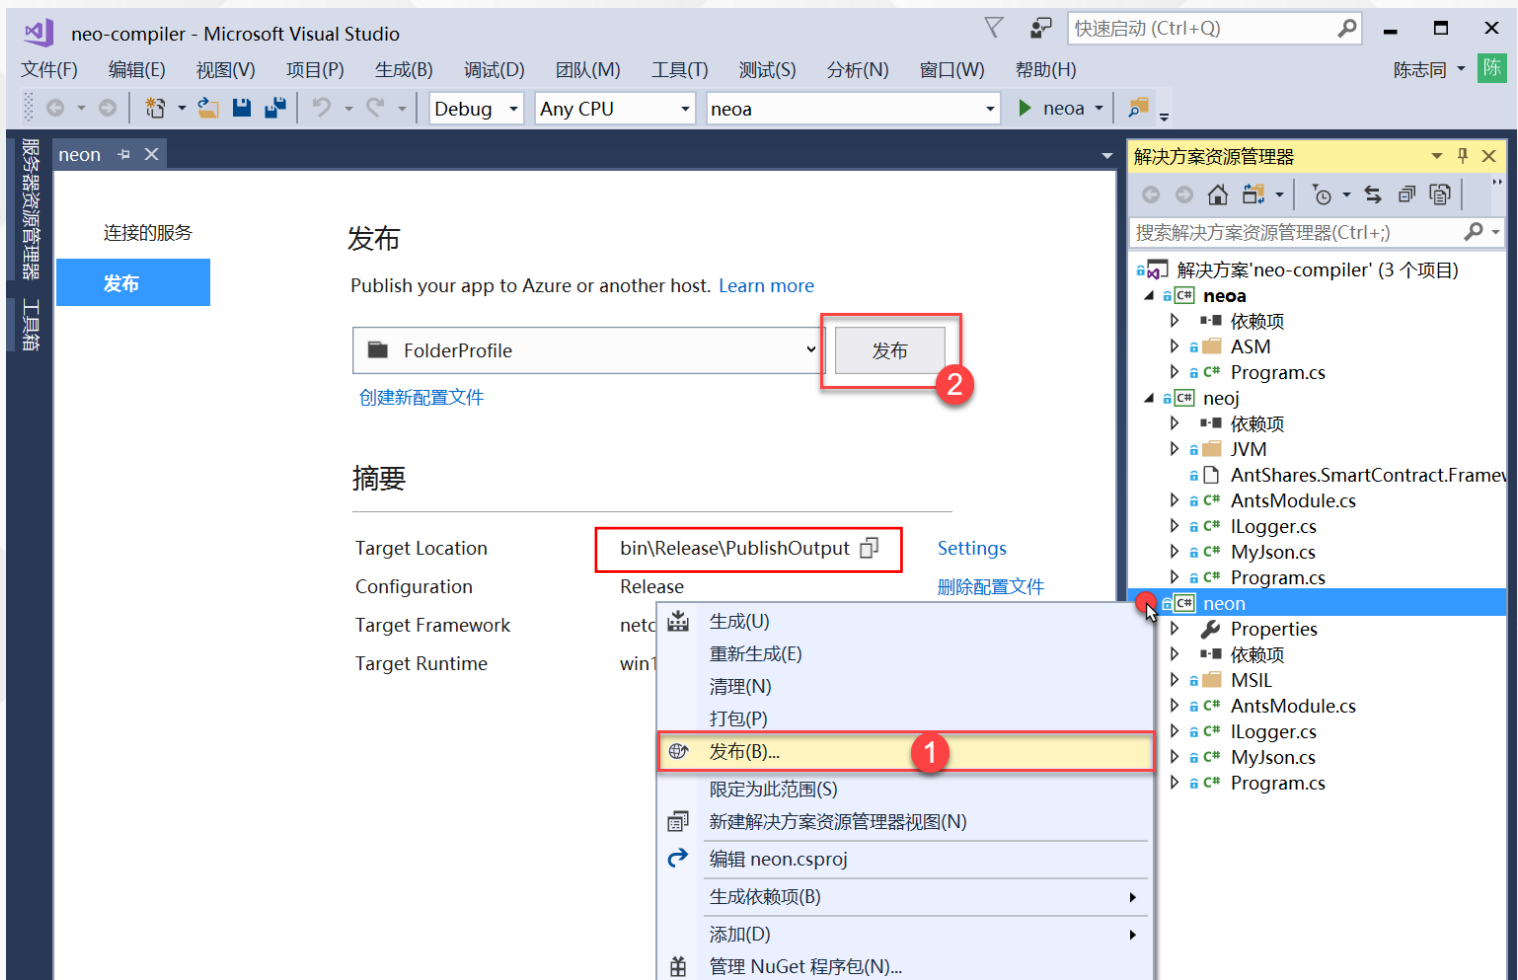 neo-compiler - Microsoft Visual Studio
快速启动 (Ctrl+Q)
文件(F) 编辑(E) 视图(V) 项目(P) 生成(B) 调试(D) 团队(M) 工具(T) 测试(S) 分析(N) 窗口(W) 帮助(H)
陈志同 陈
Debug Any CPU neoa neoa
服务器资源管理器
工具箱
neon
连接的服务
发布
发布
Publish your app to Azure or another host. Learn more
FolderProfile
发布
2
创建新配置文件
摘要
Target Location bin\Release\PublishOutput Settings
Configuration Release 删除配置文件
Target Framework netc
Target Runtime win1
生成(U)
重新生成(E)
清理(N)
打包(P)
发布(B)...
1
限定为此范围(S)
新建解决方案资源管理器视图(N)
编辑 neon.csproj
生成依赖项(B)
添加(D)
管理 NuGet 程序包(N)...
解决方案资源管理器
搜索解决方案资源管理器(Ctrl+;)
解决方案'neo-compiler' (3 个项目)
C# neoa
依赖项
ASM
C# Program.cs
C# neoj
依赖项
JVM
AntShares.SmartContract.Framew
C# AntsModule.cs
C# ILogger.cs
C# MyJson.cs
C# Program.cs
C# neon
Properties
依赖项
MSIL
C# AntsModule.cs
C# ILogger.cs
C# MyJson.cs
C# Program.cs